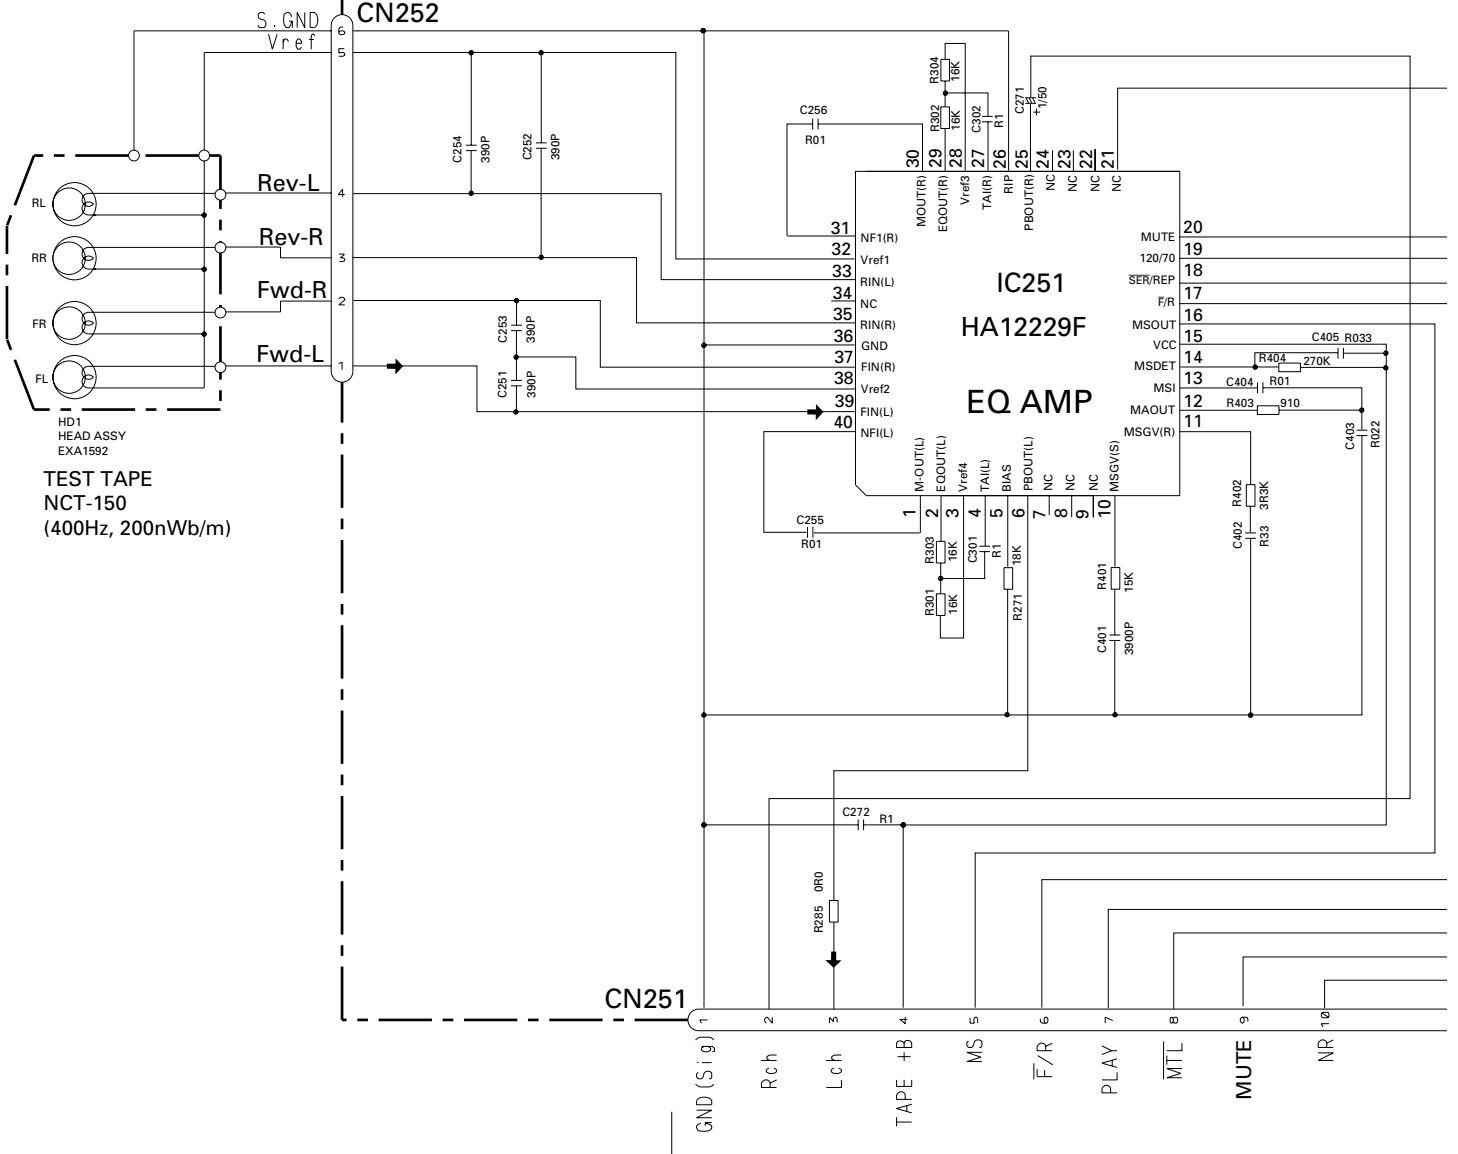 CN252
S.GND
Vref
6
5
Rev-L
4
Rev-R
3
Fwd-R
2
Fwd-L
1
RL
RR
FR
FL
HD1
HEAD ASSY
EXA1592
TEST TAPE
NCT-150
(400Hz, 200nWb/m)
C254
390P
C252
390P
C253
390P
C251
390P
C256
R01
C255
R01
R304
16K
R302
16K
C302
R1
C271
+1/50
30
29
28
27
26
25
24
23
22
21
MOUT(R)
EQOUT(R)
Vref3
TAI(R)
RIP
PBOUT(R)
NC
NC
NC
NC
31 NF1(R)
32 Vref1
33 RIN(L)
34 NC
35 RIN(R)
36 GND
37 FIN(R)
38 Vref2
39 FIN(L)
40 NFI(L)
IC251
HA12229F
EQ AMP
MUTE 20
120/70 19
SER/REP 18
F/R 17
MSOUT 16
VCC 15
MSDET 14
MSI 13
MAOUT 12
MSGV(R) 11
C405 R033
R404 270K
C404 R01
R403 910
C403
R022
R402
3R3K
C402
R33
M-OUT(L)
EQOUT(L)
Vref4
TAI(L)
BIAS
PBOUT(L)
NC
NC
NC
MSGV(S)
1
2
3
4
5
6
7
8
9
10
R303
16K
R301
16K
C301
R1
18K
R271
R401
15K
C401
3900P
C272
R1
R285 0R0
CN251
1
2
3
4
5
6
7
8
9
10
GND(Sig)
Rch
Lch
TAPE +B
MS
F/R
PLAY
MTL
MUTE
NR